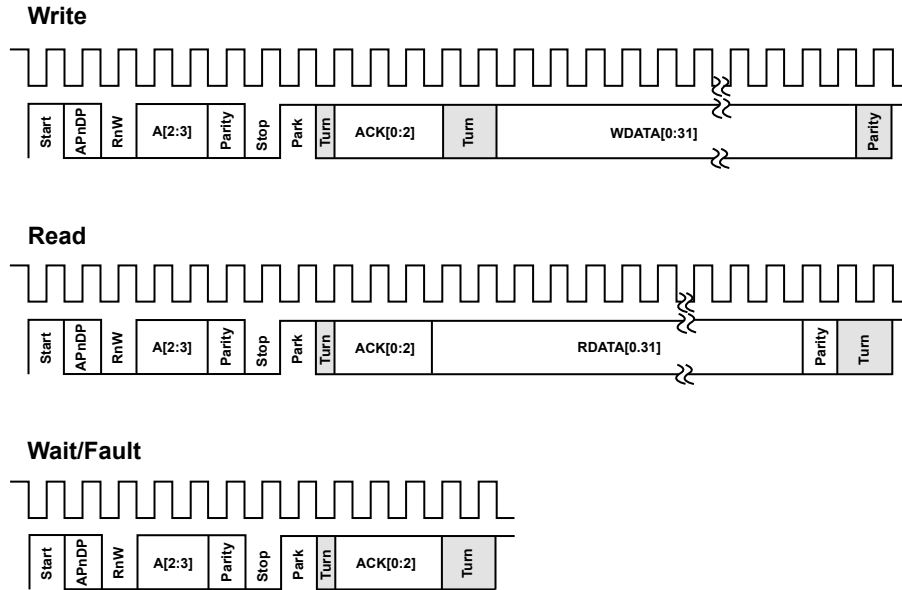 Write
Start APnDP RnW A[2:3] Parity Stop Park Turn ACK[0:2] Turn WDATA[0:31] Parity
Read
Start APnDP RnW A[2:3] Parity Stop Park Turn ACK[0:2] RDATA[0.31] Parity Turn
Wait/Fault
Start APnDP RnW A[2:3] Parity Stop Park Turn ACK[0:2] Turn